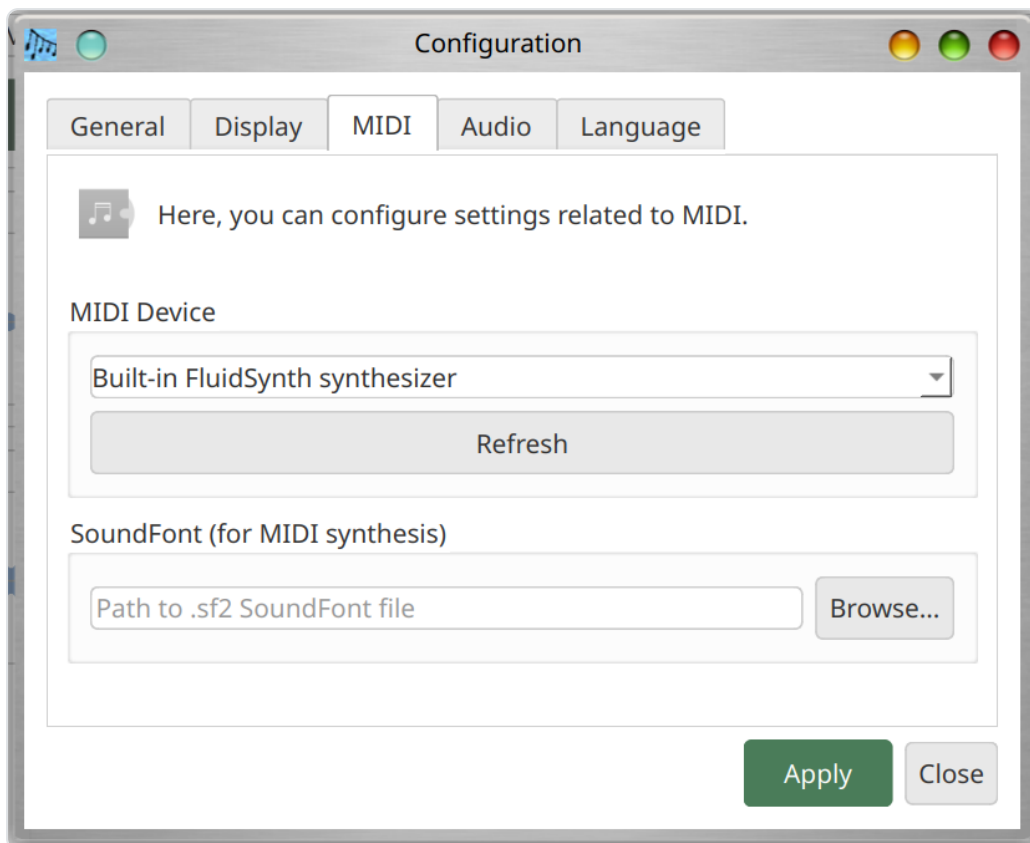 Configuration
General
Display
MIDI
Audio
Language
Here, you can configure settings related to MIDI.
MIDI Device
Built-in FluidSynth synthesizer
Refresh
SoundFont (for MIDI synthesis)
Path to .sf2 SoundFont file
Browse...
Apply
Close